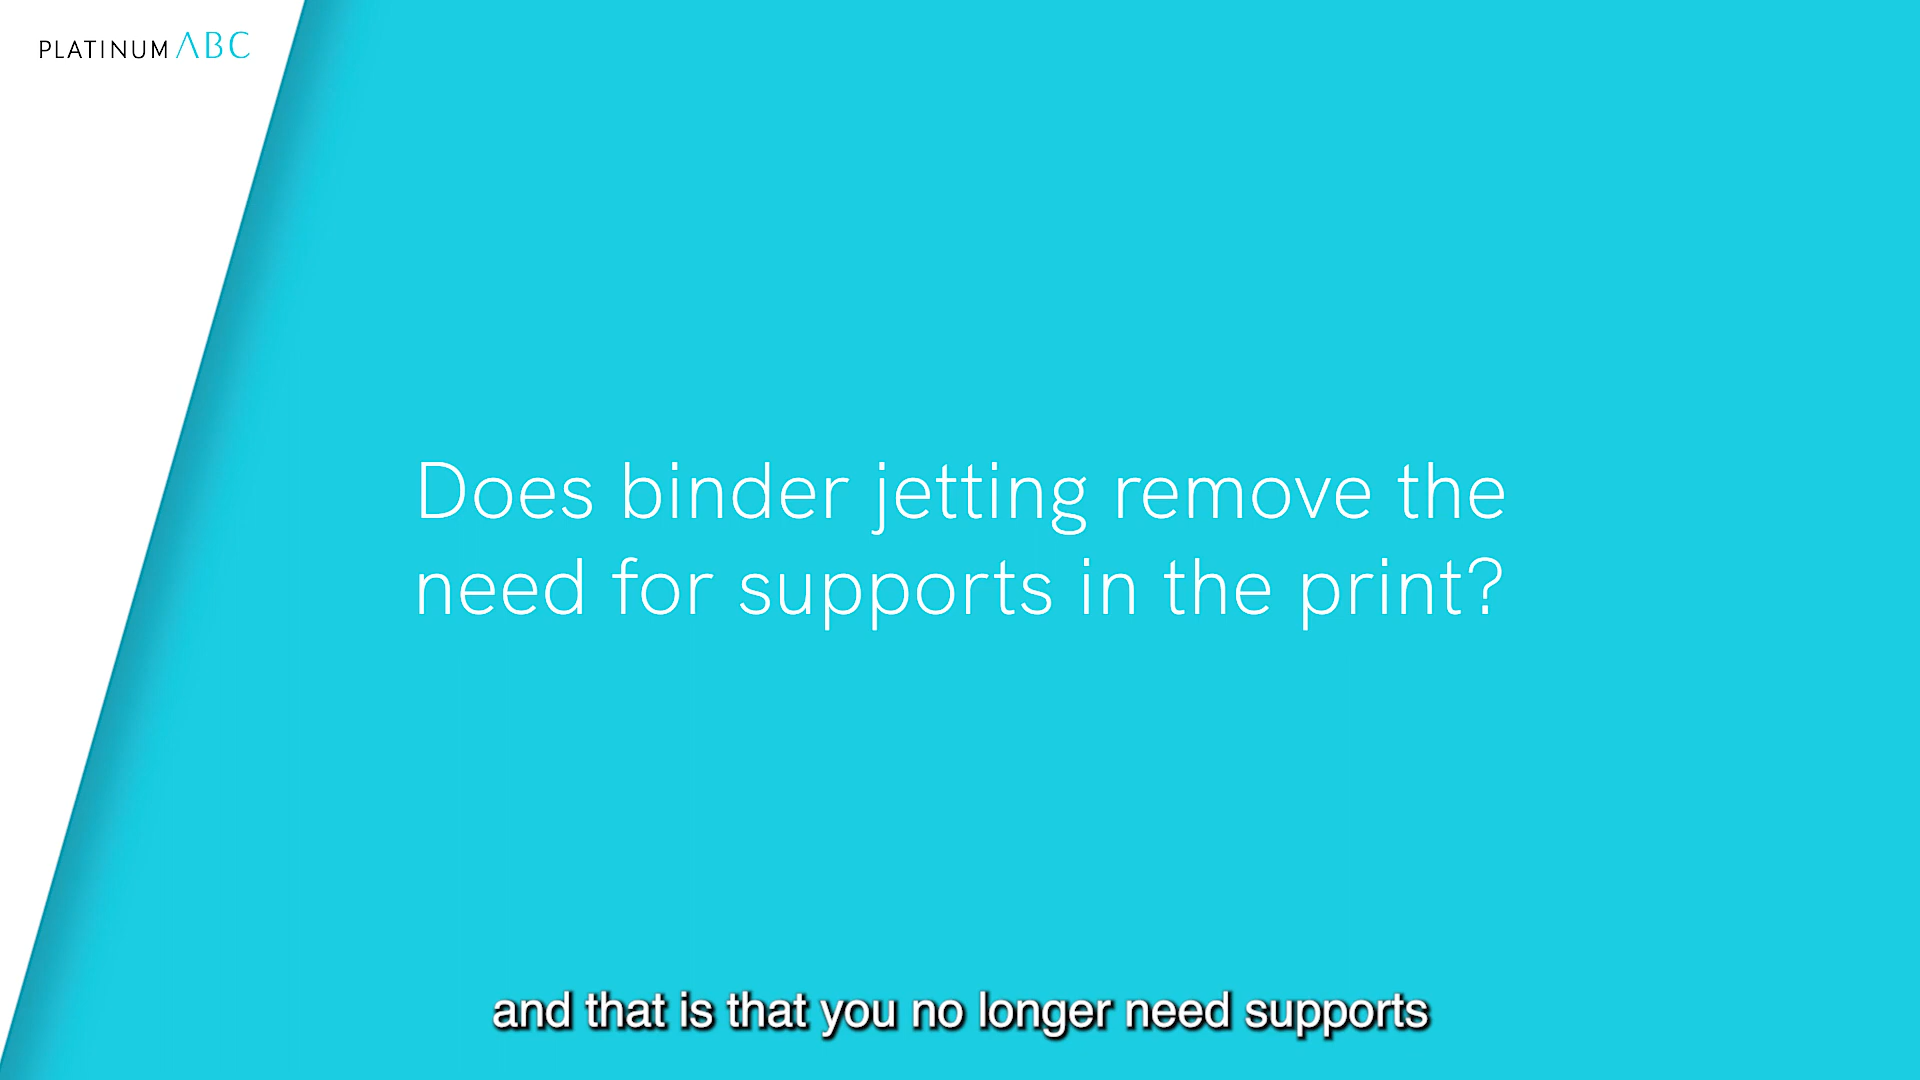 PLATINUM ABC
Does binder jetting remove the
need for supports in the print?
and that is that you no longer need supports